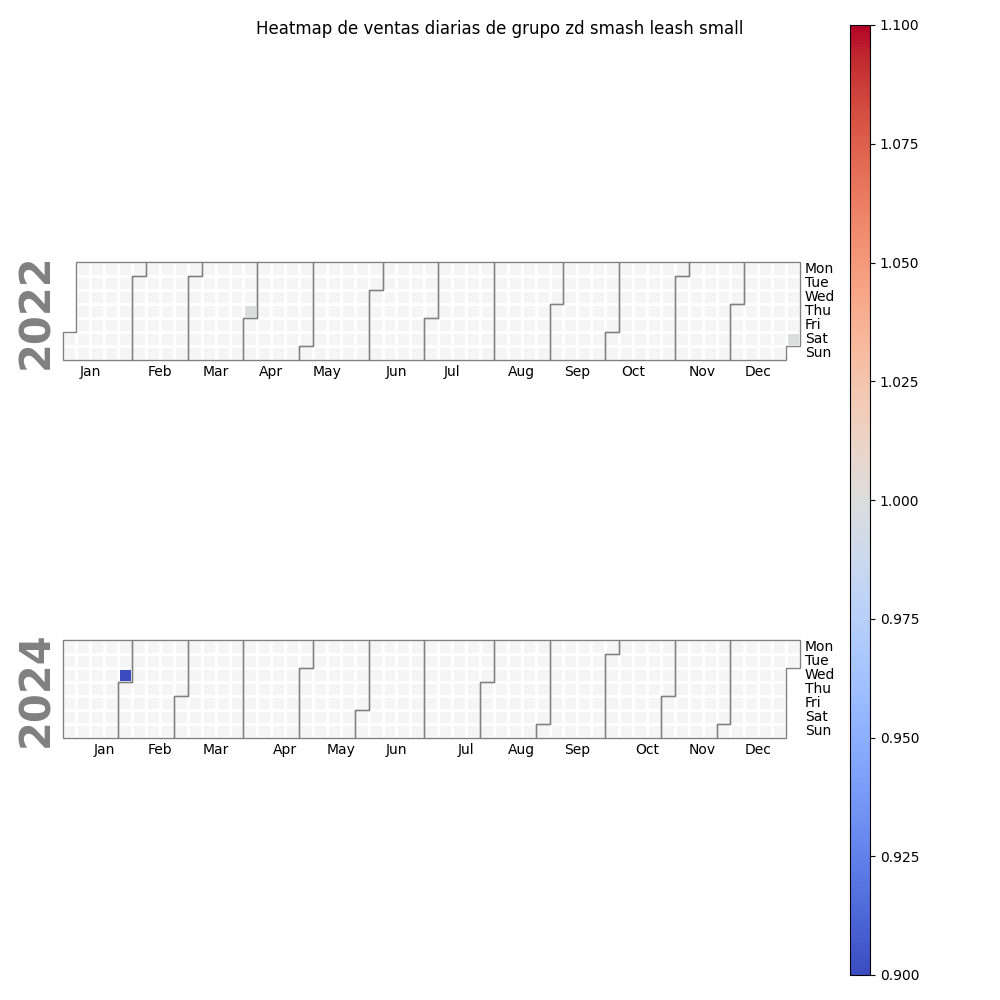 Heatmap de ventas diarias de grupo zd smash leash small
2022
Mon
Tue
Wed
Thu
Fri
Sat
Sun
Jan Feb Mar Apr May Jun Jul Aug Sep Oct Nov Dec
2024
Mon
Tue
Wed
Thu
Fri
Sat
Sun
Jan Feb Mar Apr May Jun Jul Aug Sep Oct Nov Dec
1.100
1.075
1.050
1.025
1.000
0.975
0.950
0.925
0.900